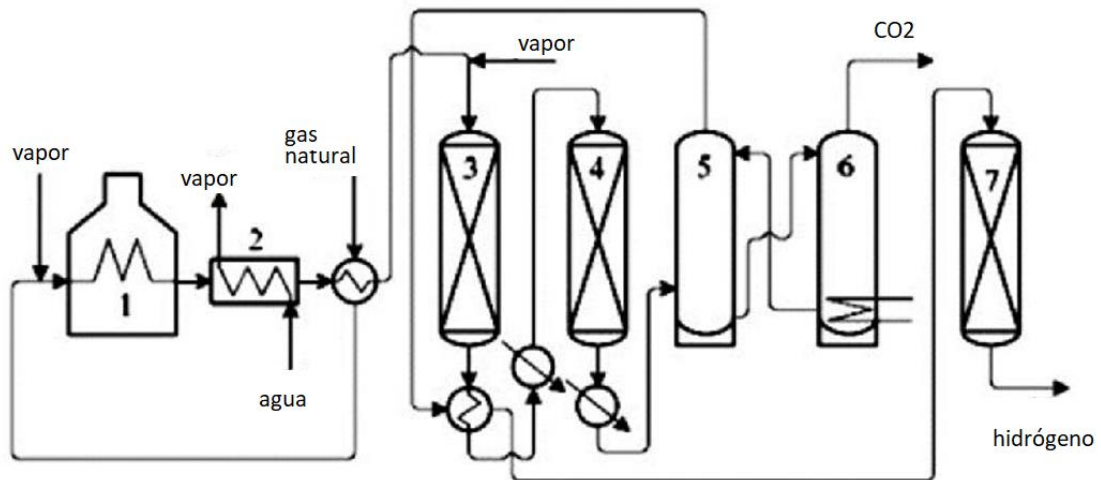 vapor
CO2
gas
natural
vapor
vapor
3
4
5
6
7
2
1
agua
hidrógeno